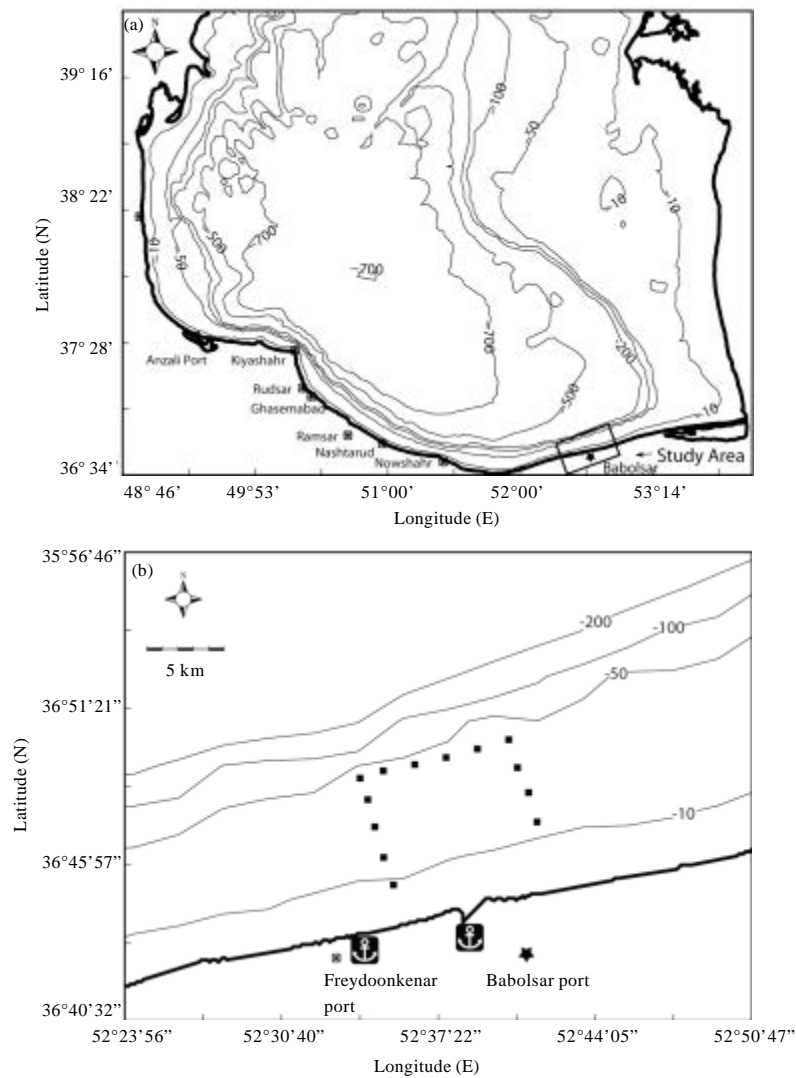 (a)
N
39° 16'
38° 22'
37° 28'
36° 34'
Latitude (N)
-100
-50
-10
-10
-10
-50
-500
-700
-700
-700
-500
-200
-10
Anzali Port
Kiyashahr
Rudsar
Ghasemabad
Ramsar
Nashtarud
Nowshahr
Study Area
Babolsar
48° 46'
49°53'
51° 00'
52° 00'
53° 14'
Longitude (E)
(b)
N
5 km
35°56'46”
36°51'21”
36°45'57”
36°40'32”
Latitude (N)
-200
-100
-50
-10
Freydoonkenar
port
Babolsar port
52°23'56”
52°30'40”
52°37'22”
52°44'05”
52°50'47”
Longitude (E)